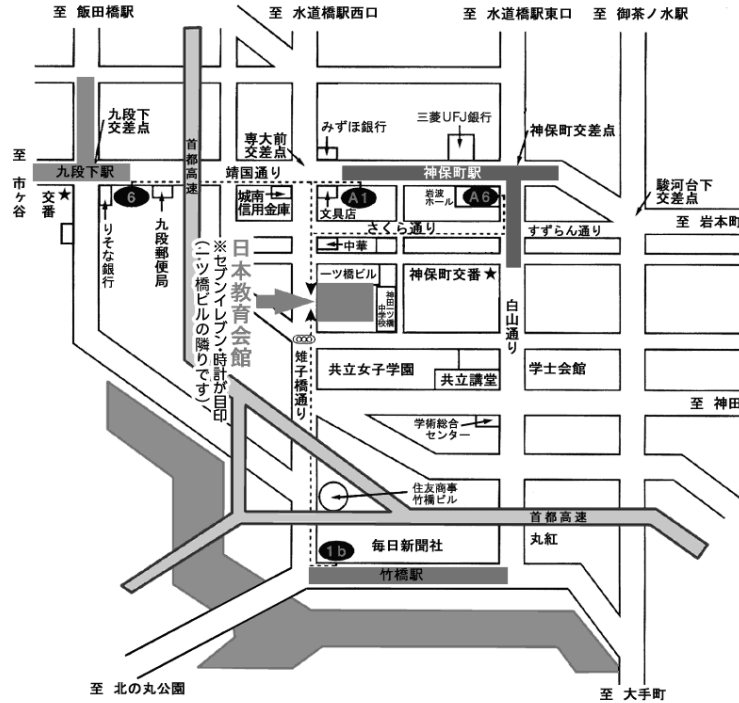 至 飯田橋駅
至 水道橋駅西口
至 水道橋駅東口
至 御茶ノ水駅
九段下
交差点
首都高速
専大前
交差点
みずほ銀行
三菱UFJ銀行
神保町交差点
至 市ヶ谷
九段下駅
靖国通り
神保町駅
駿河台下
交差点
交番★
6
城南
信用金庫
A1
文具店
岩波
ホール
A6
至 岩本町
りそな銀行
九段郵便局
さくら通り
すずらん通り
中華
日本教育会館
※セブンイレブン・時計が目印
(一ツ橋ビルの隣りです)
一ツ橋ビル
神田一ツ橋
中学校
神保町交番★
白山通り
雉子橋通り
共立女子学園
共立講堂
学士会館
至 神田
学術総合
センター
住友商事
竹橋ビル
首都高速
1b
毎日新聞社
丸紅
竹橋駅
至 北の丸公園
至 大手町